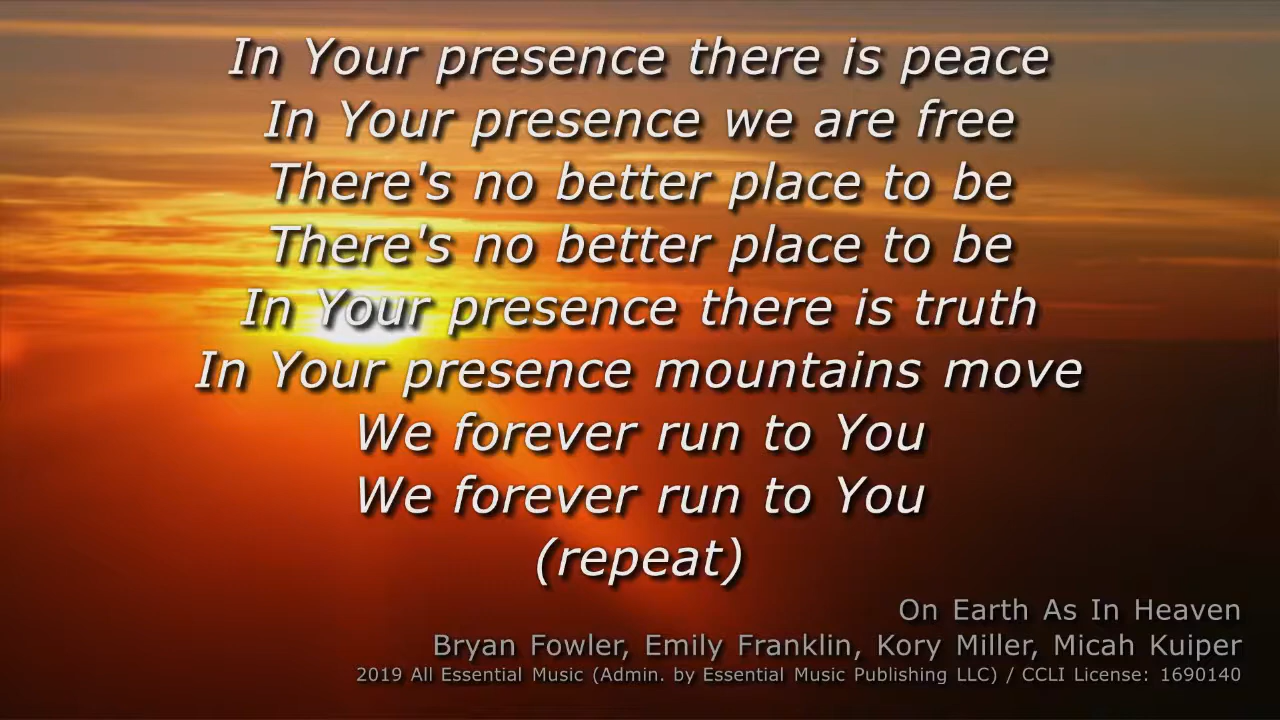 In Your presence there is peace
In Your presence we are free
There's no better place to be
There's no better place to be
In Your presence there is truth
In Your presence mountains move
We forever run to You
We forever run to You
(repeat)
On Earth As In Heaven
Bryan Fowler, Emily Franklin, Kory Miller, Micah Kuiper
2019 All Essential Music (Admin. by Essential Music Publishing LLC) / CCLI License: 1690140